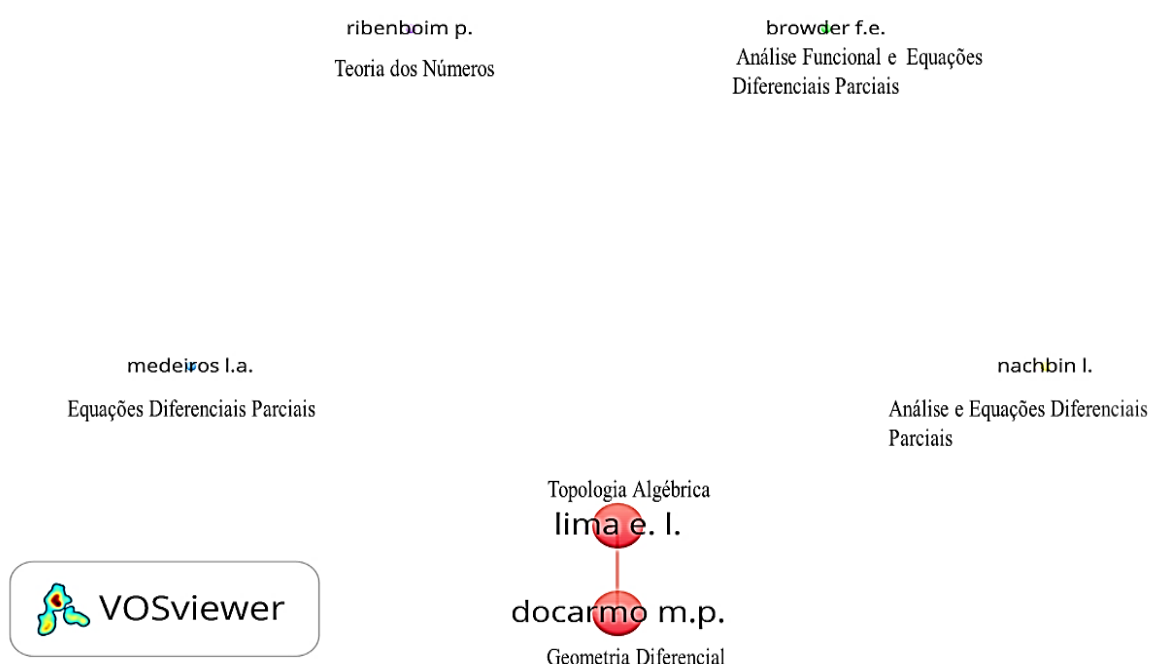 ribenboim p.
Teoria dos Números
browder f.e.
Análise Funcional e Equações
Diferenciais Parciais
medeiros l.a.
Equações Diferenciais Parciais
nachbin l.
Análise e Equações Diferenciais
Parciais
Topologia Algébrica
lima e. l.
docarmo m.p.
Geometria Diferencial
VOSviewer